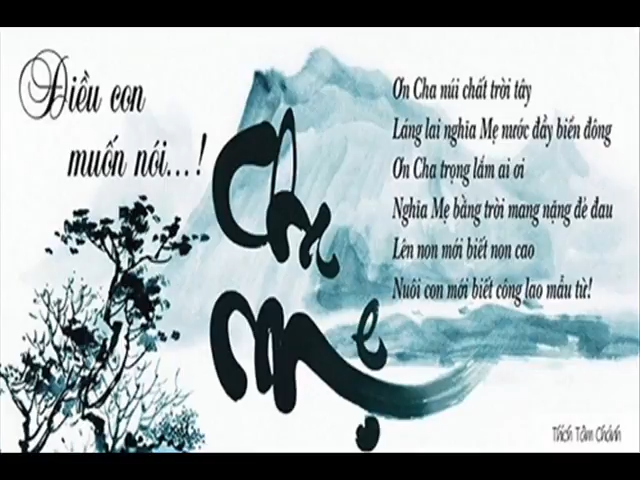 Điều con
muốn nói...!
Cha
Mẹ
Ơn Cha núi chất trời tây
Láng lai nghĩa Mẹ nước đầy biển đông
Ơn Cha trọng lắm ai ơi
Nghĩa Mẹ bằng trời mang nặng đẻ đau
Lên non mới biết non cao
Nuôi con mới biết công lao mẫu từ!
Thích Tâm Chánh